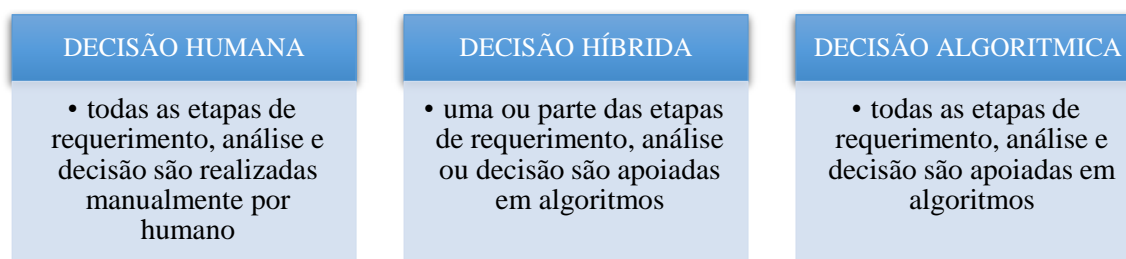 DECISÃO HUMANA
• todas as etapas de
requerimento, análise e
decisão são realizadas
manualmente por
humano
DECISÃO HÍBRIDA
• uma ou parte das etapas
de requerimento, análise
ou decisão são apoiadas
em algoritmos
DECISÃO ALGORITMICA
• todas as etapas de
requerimento, análise e
decisão são apoiadas em
algoritmos